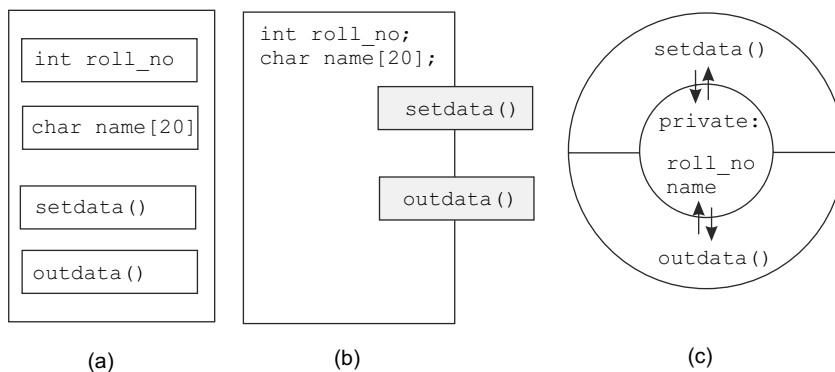 int roll_no
char name[20]
setdata()
outdata()
(a)
int roll_no;
char name[20];
setdata()
outdata()
(b)
setdata()
private:
roll_no
name
outdata()
(c)